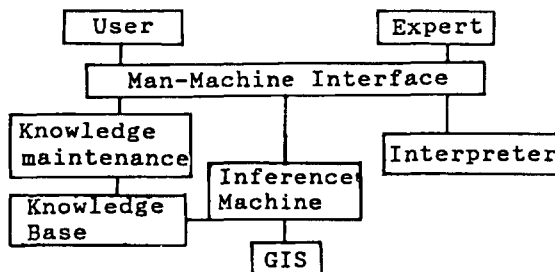 User
Expert
Man-Machine Interface
Knowledge
maintenance
Interpreter
Inference
Machine
Knowledge
Base
GIS